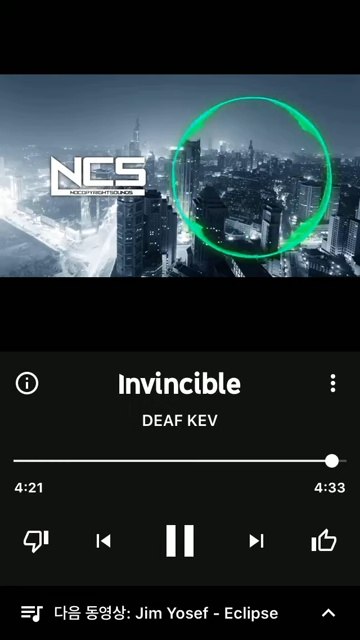 NCS
NOCOPYRIGHTSOUNDS
Invincible
DEAF KEV
4:21
4:33
다음 동영상: Jim Yosef - Eclipse